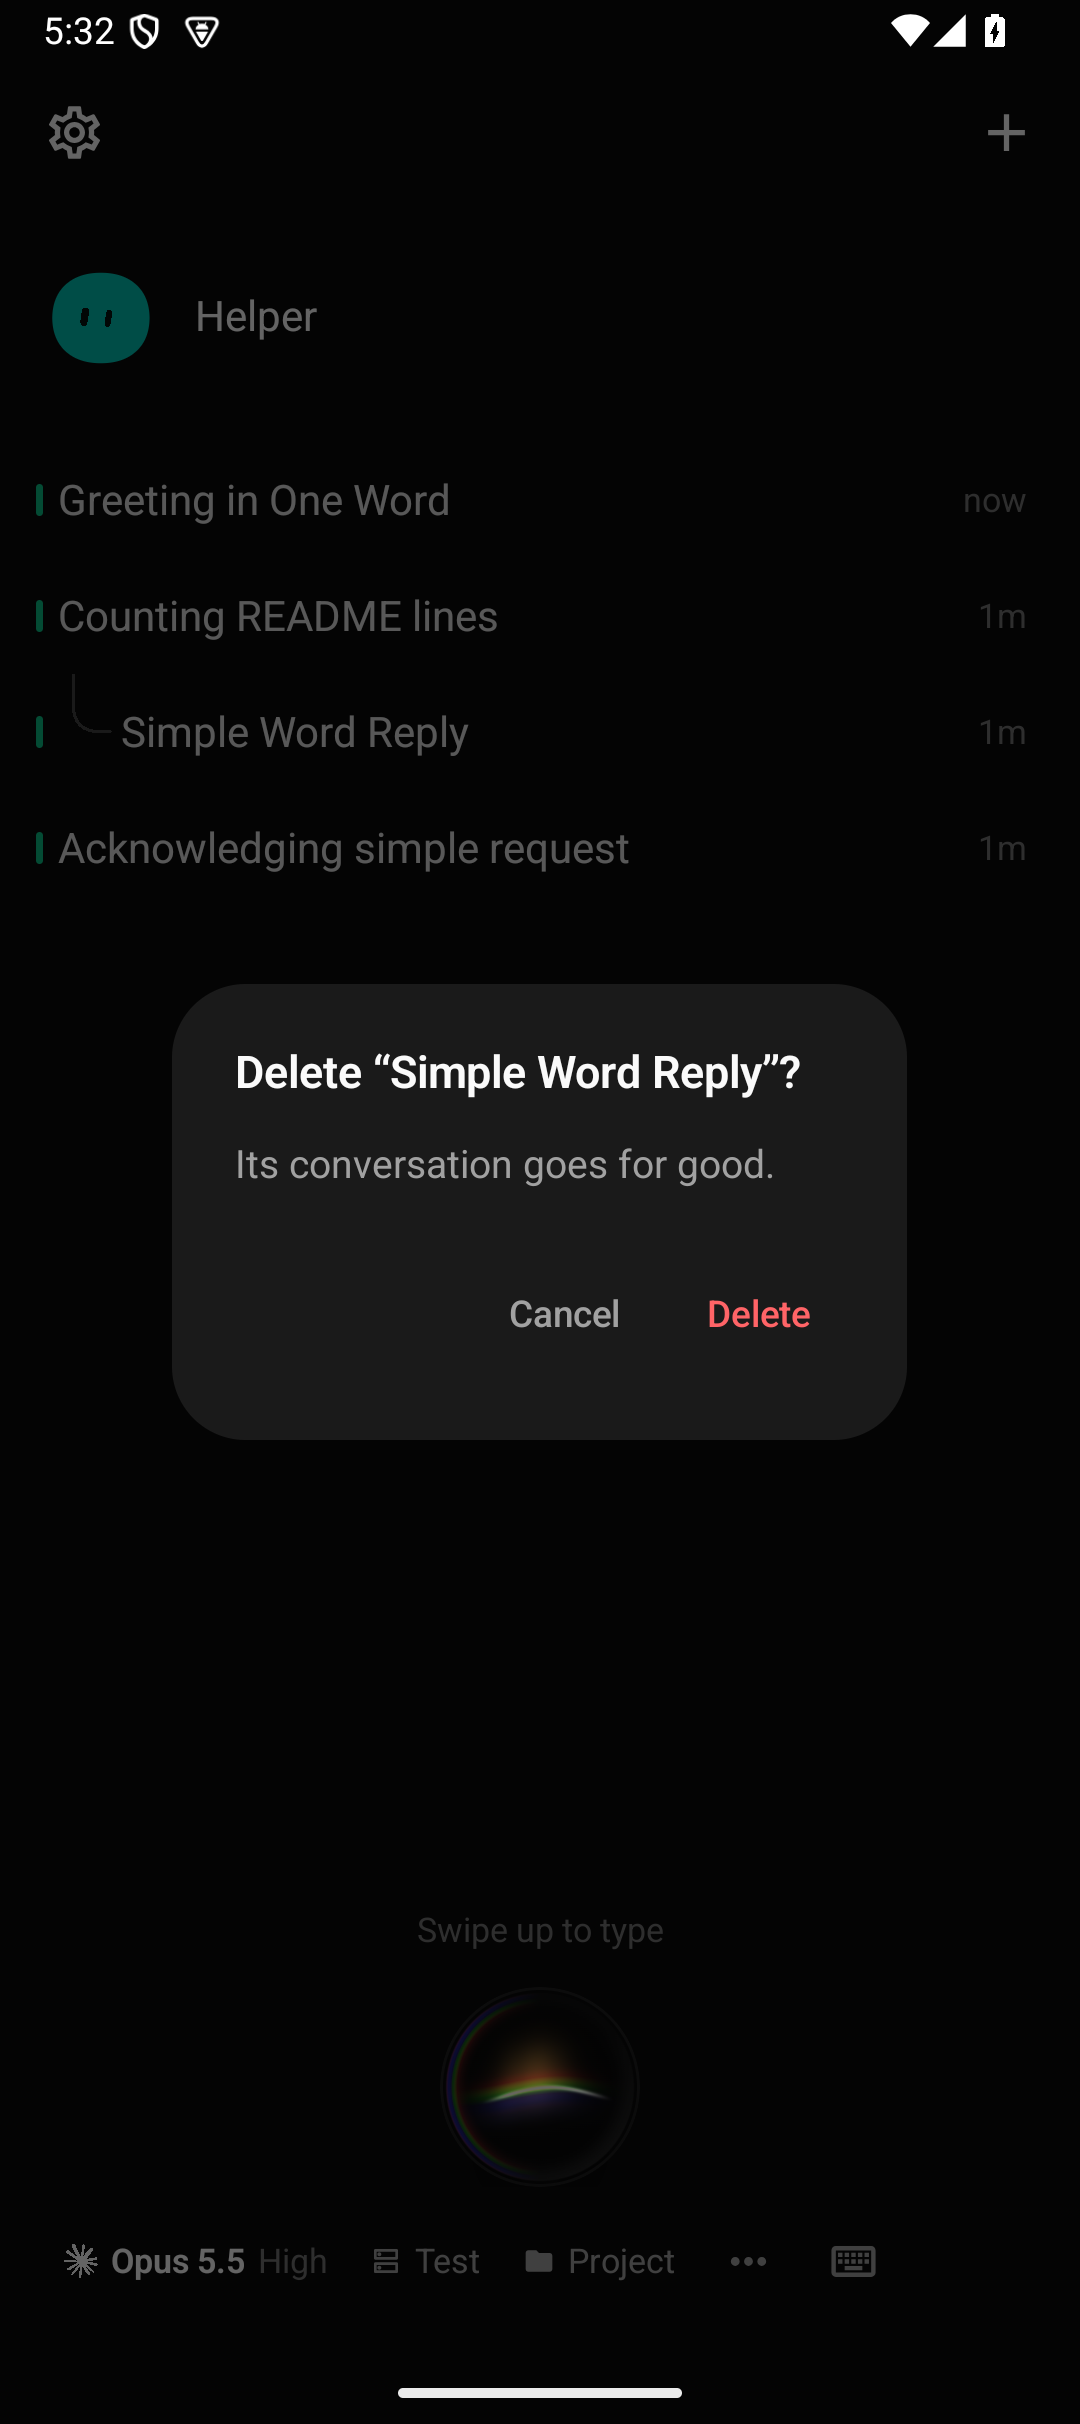 5:32
Helper
Greeting in One Word now
Counting README lines 1m
Simple Word Reply 1m
Acknowledging simple request 1m
Delete “Simple Word Reply”?
Its conversation goes for good.
Cancel Delete
Swipe up to type
Opus 5.5 High Test Project